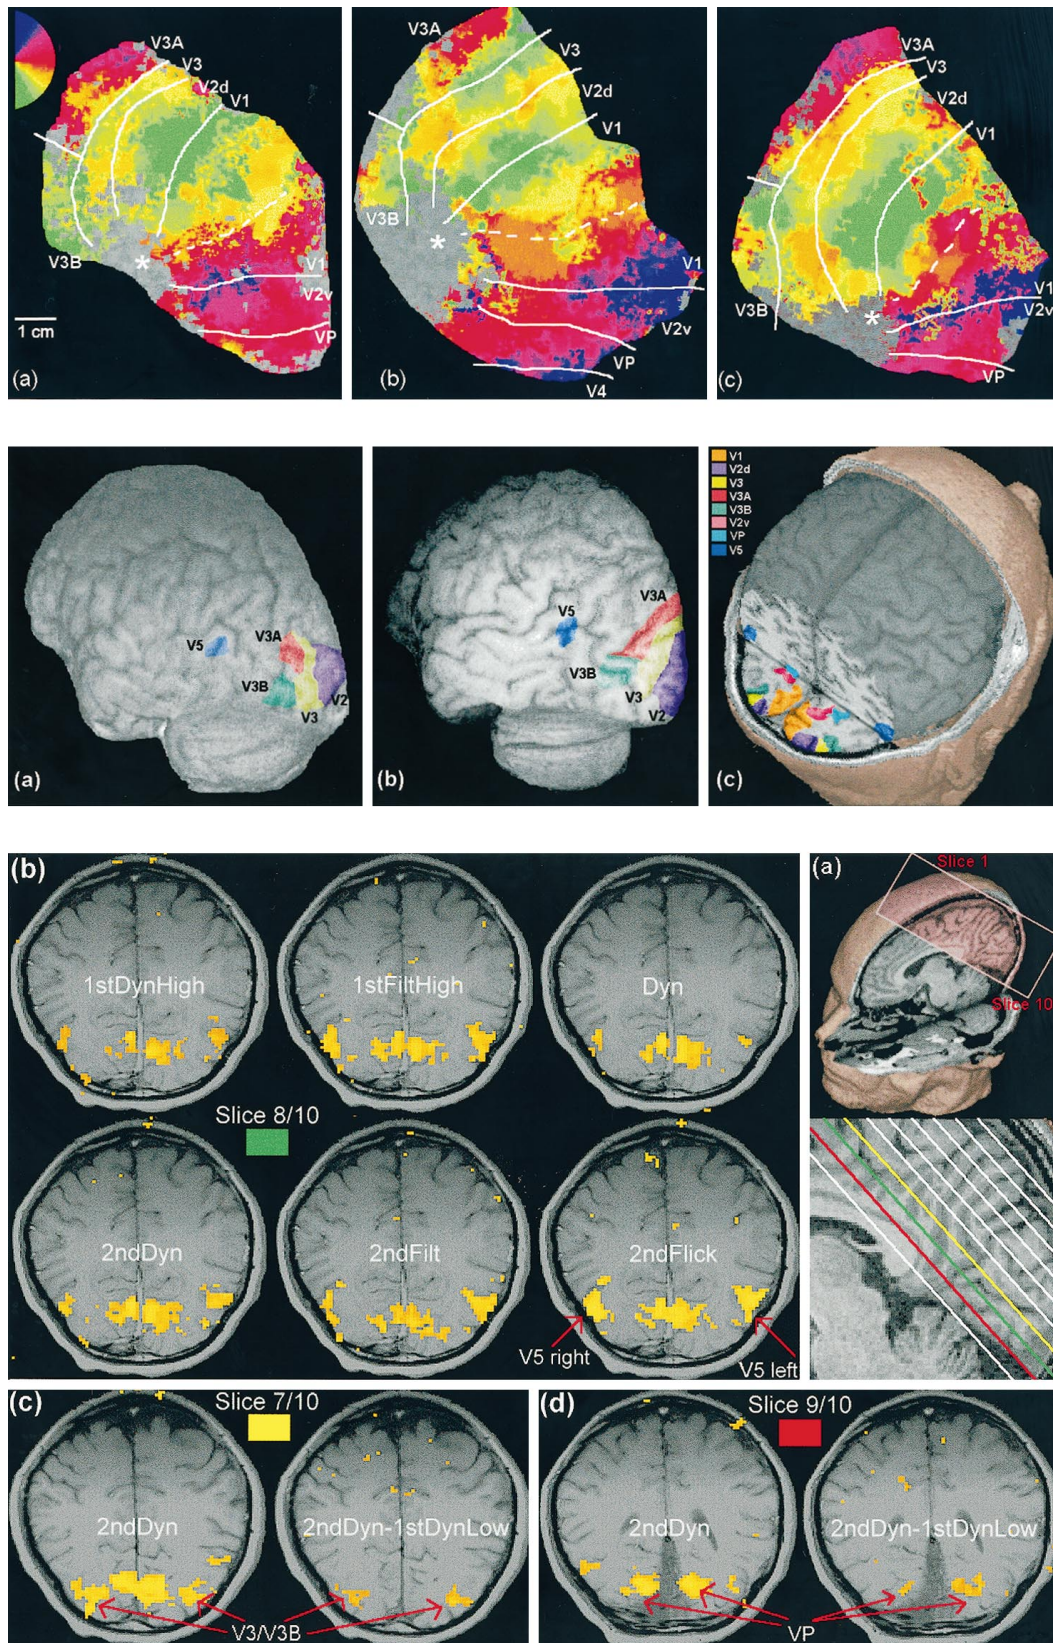 V3A
V3
V2d
V1
V3B
*
V1
V2v
VP
1 cm
(a)
V3A
V3
V2d
V1
V3B
*
V1
V2v
VP
V4
(b)
V3A
V3
V2d
V1
V3B
*
V1
V2v
VP
(c)
V5
V3A
V3B
V3
V2
(a)
V5
V3A
V3B
V3
V2
(b)
V1
V2d
V3
V3A
V3B
V2v
VP
V5
(c)
(b)
1stDynHigh
1stFiltHigh
Dyn
Slice 8/10
2ndDyn
2ndFilt
2ndFlick
V5 right
V5 left
(a)
Slice 1
Slice 10
(c)
Slice 7/10
2ndDyn
2ndDyn-1stDynLow
V3/V3B
(d)
Slice 9/10
2ndDyn
2ndDyn-1stDynLow
VP